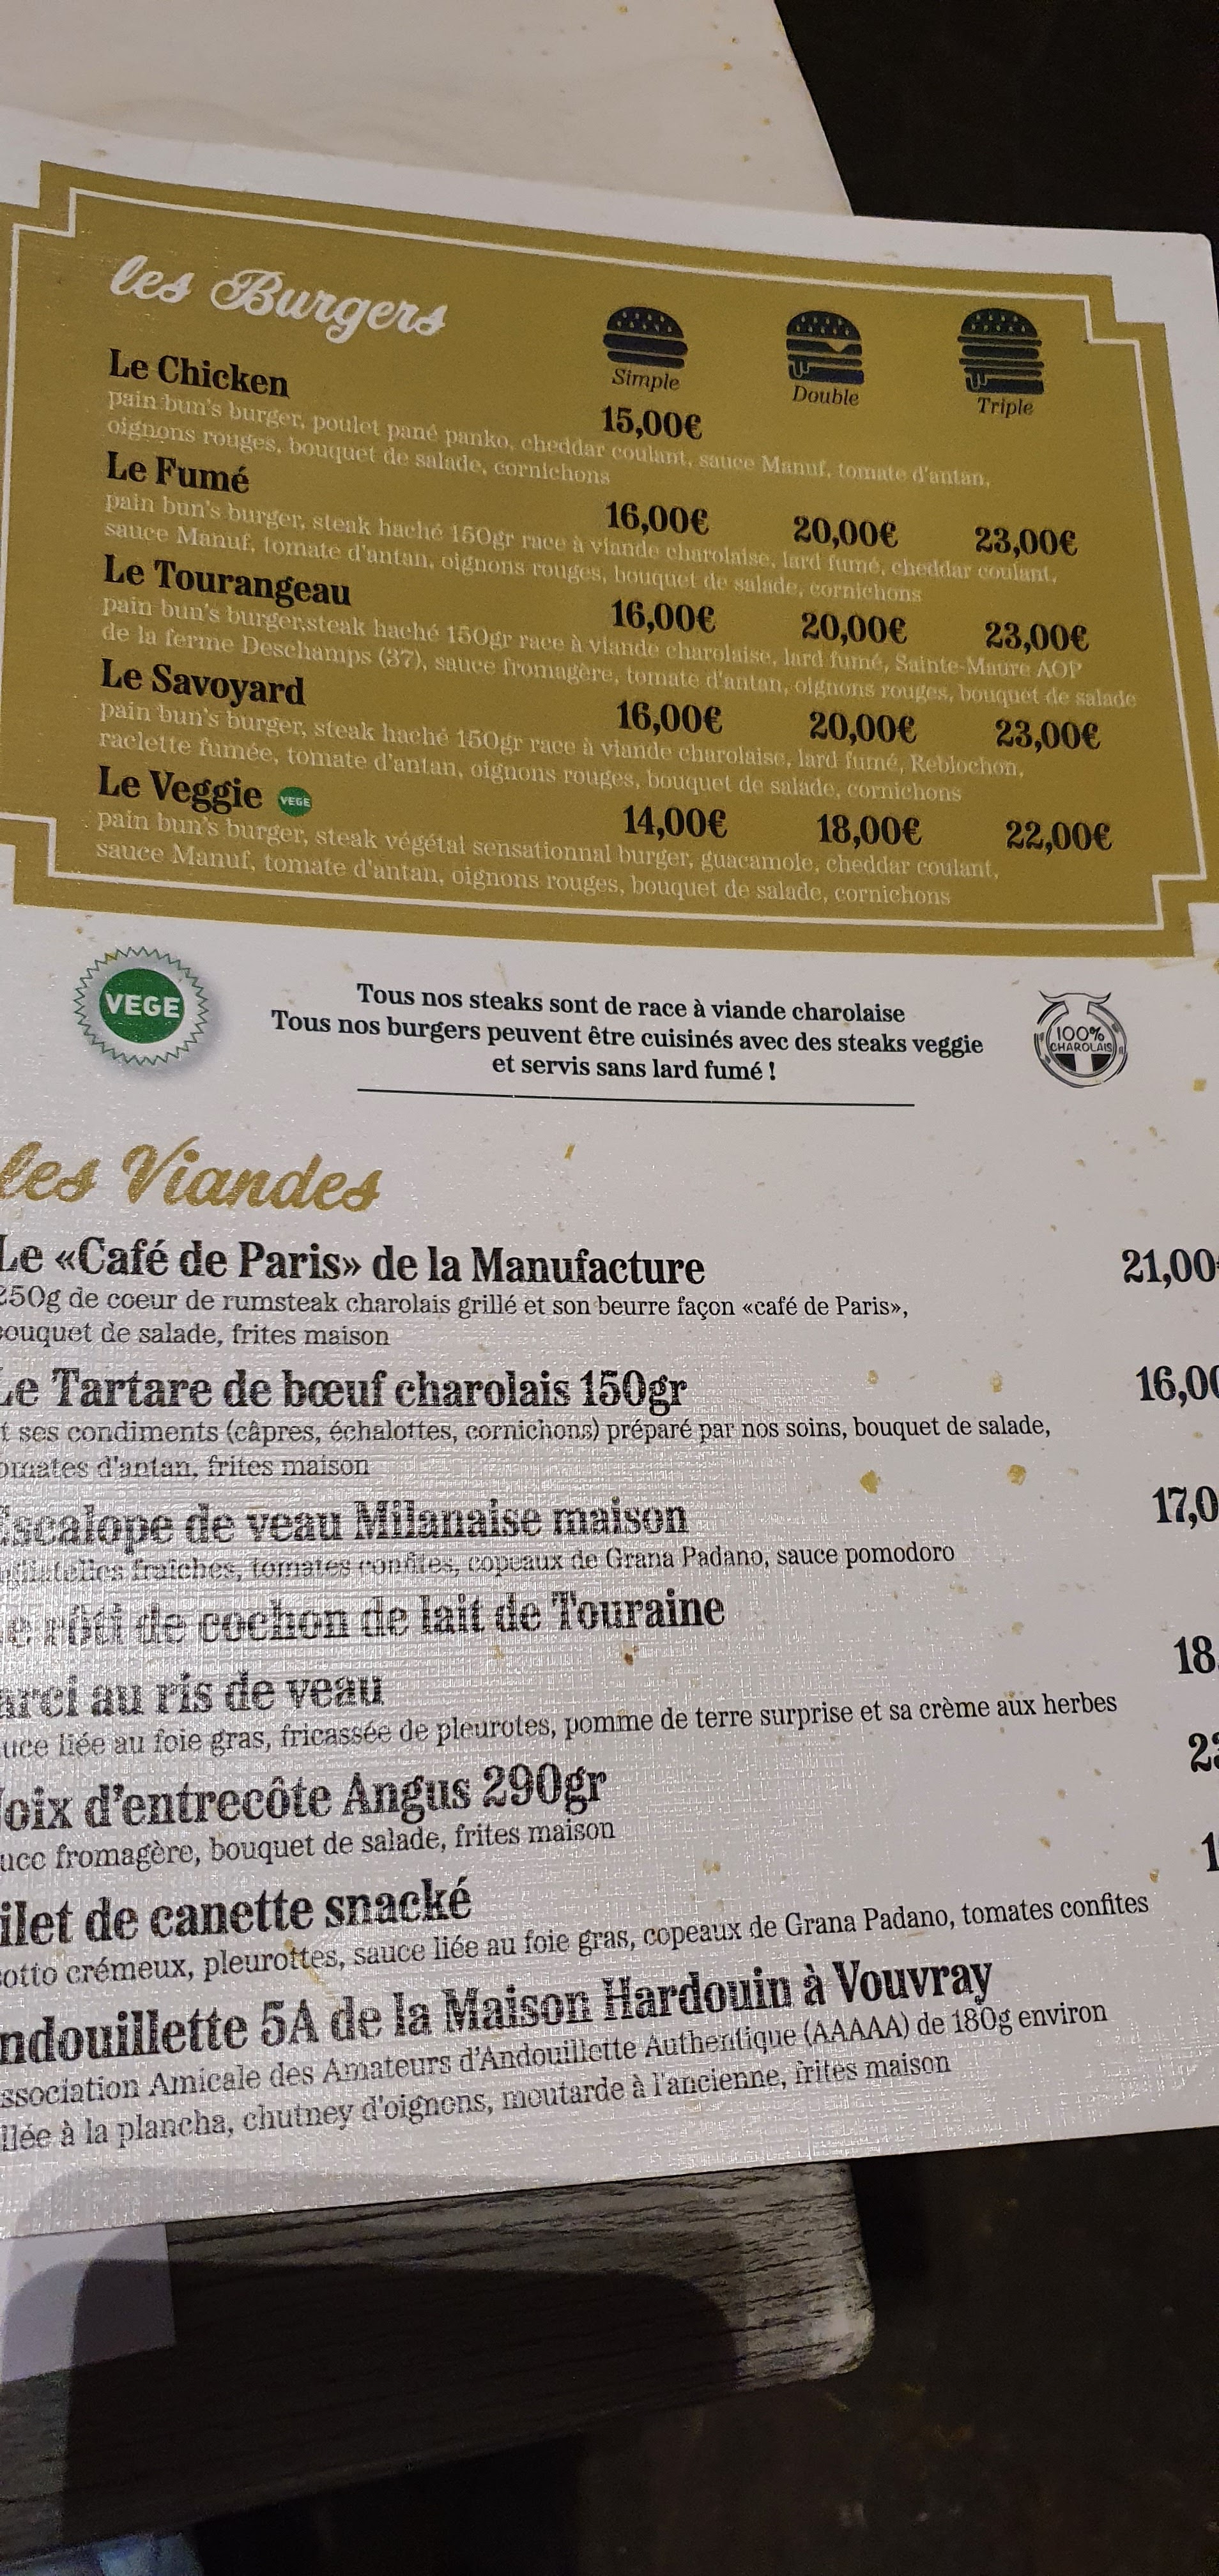 les Burgers
Simple
Double
Triple
Le Chicken
15,00€
pain bun's burger, poulet pané panko, cheddar coulant, sauce Manuf, tomate d'antan,
oignons rouges, bouquet de salade, cornichons
Le Fumé
16,00€ 20,00€ 23,00€
pain bun's burger, steak haché 150gr race à viande charolaise, lard fumé, cheddar coulant,
sauce Manuf, tomate d'antan, oignons rouges, bouquet de salade, cornichons
Le Tourangeau
16,00€ 20,00€ 23,00€
pain bun's burger,steak haché 150gr race à viande charolaise, lard fumé, Sainte-Maure AOP
de la ferme Deschamps (37), sauce fromagère, tomate d'antan, oignons rouges, bouquet de salade
Le Savoyard
16,00€ 20,00€ 23,00€
pain bun's burger, steak haché 150gr race à viande charolaise, lard fumé, Reblochon,
raclette fumée, tomate d'antan, oignons rouges, bouquet de salade, cornichons
Le Veggie VEGE
14,00€ 18,00€ 22,00€
pain bun's burger, steak végétal sensationnal burger, guacamole, cheddar coulant,
sauce Manuf, tomate d'antan, oignons rouges, bouquet de salade, cornichons
VEGE
Tous nos steaks sont de race à viande charolaise
Tous nos burgers peuvent être cuisinés avec des steaks veggie
et servis sans lard fumé !
100%
CHAROLAIS
les Viandes
Le «Café de Paris» de la Manufacture 21,00€
250g de coeur de rumsteak charolais grillé et son beurre façon «café de Paris»,
bouquet de salade, frites maison
Le Tartare de bœuf charolais 150gr 16,00
t ses condiments (câpres, échalottes, cornichons) préparé par nos soins, bouquet de salade,
omates d'antan, frites maison
Escalope de veau Milanaise maison 17,0
fraîches, tomates confites, copeaux de Grana Padano, sauce pomodoro
e rôti de cochon de lait de Touraine
arci au ris de veau 18,
uce liée au foie gras, fricassée de pleurotes, pomme de terre surprise et sa crème aux herbes
oix d'entrecôte Angus 290gr 23
uce fromagère, bouquet de salade, frites maison
ilet de canette snacké 1
otto crémeux, pleurottes, sauce liée au foie gras, copeaux de Grana Padano, tomates confites
ndouillette 5A de la Maison Hardouin à Vouvray
ssociation Amicale des Amateurs d'Andouillette Authentique (AAAAA) de 180g environ
llée à la plancha, chutney d'oignons, moutarde à l'ancienne, frites maison